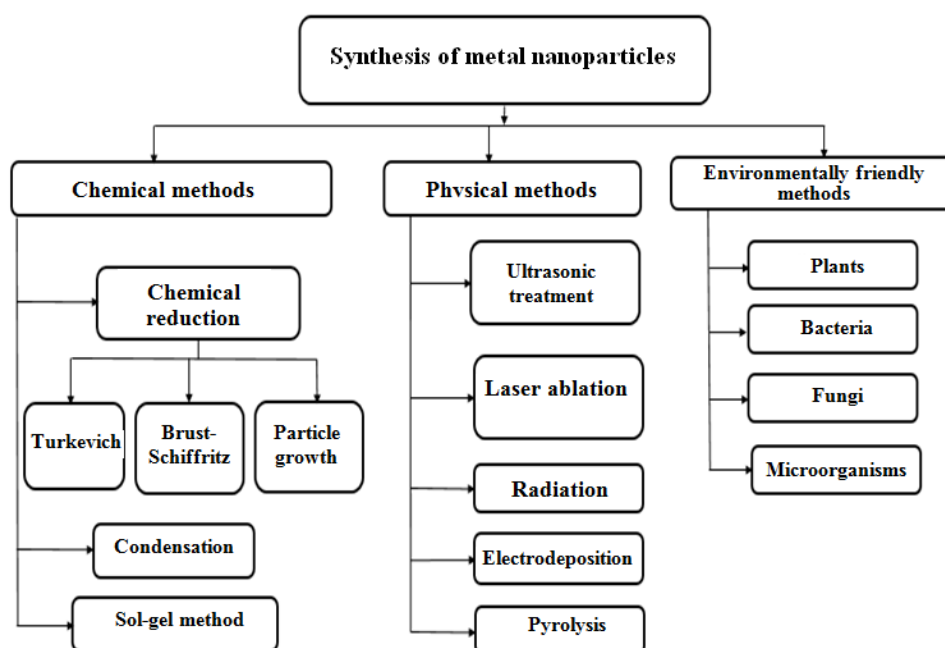 Synthesis of metal nanoparticles
Chemical methods
Phvsical methods
Environmentally friendly
methods
Chemical
reduction
Turkevich
Brust-
Schiffritz
Particle
growth
Condensation
Sol-gel method
Ultrasonic
treatment
Laser ablation
Radiation
Electrodeposition
Pyrolysis
Plants
Bacteria
Fungi
Microorganisms